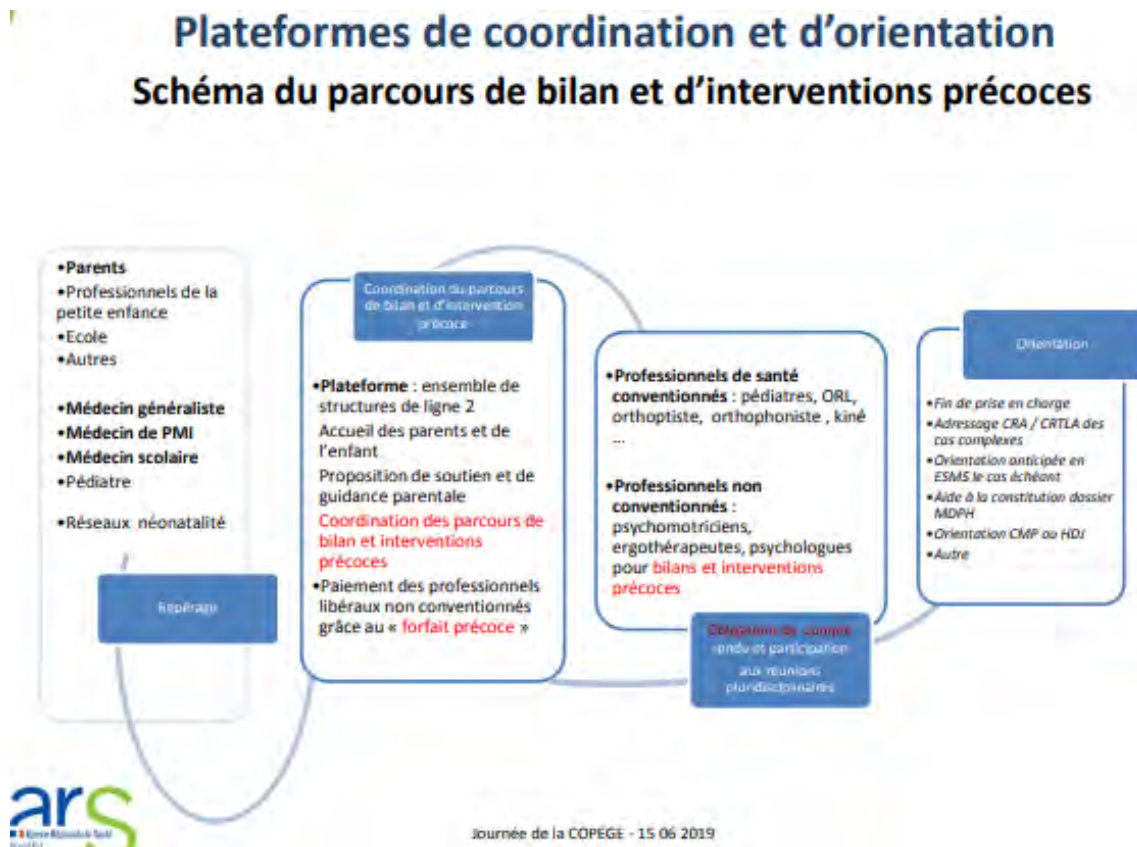 Plateformes de coordination et d'orientation
Schéma du parcours de bilan et d'interventions précoces
•Parents
•Professionnels de la
petite enfance
•Ecole
•Autres
•Médecin généraliste
•Médecin de PMI
•Médecin scolaire
•Pédiatre
•Réseaux néonatalité
Repérage
Coordination du parcours
de bilan et d'intervention
précoce
•Plateforme : ensemble de
structures de ligne 2
Accueil des parents et de
l'enfant
Proposition de soutien et de
guidance parentale
Coordination des parcours de
bilan et interventions
précoces
•Paiement des professionnels
libéraux non conventionnés
grâce au « forfait précoce »
•Professionnels de santé
conventionnés : pédiatres, ORL,
orthoptiste, orthophoniste , kiné
...
•Professionnels non
conventionnés :
psychomotriciens,
ergothérapeutes, psychologues
pour bilans et interventions
précoces
Obligations de compte
rendu et participation
aux réunions
pluridisciplinaires
Orientation
•Fin de prise en charge
•Adressage CRA / CRTLA des
cas complexes
•Orientation anticipée en
ESMS le cas échéant
•Aide à la constitution dossier
MDPH
•Orientation CMP ou HDJ
•Autre
ars
Agence Régionale de Santé
Journée de la COPEGE - 15 06 2019